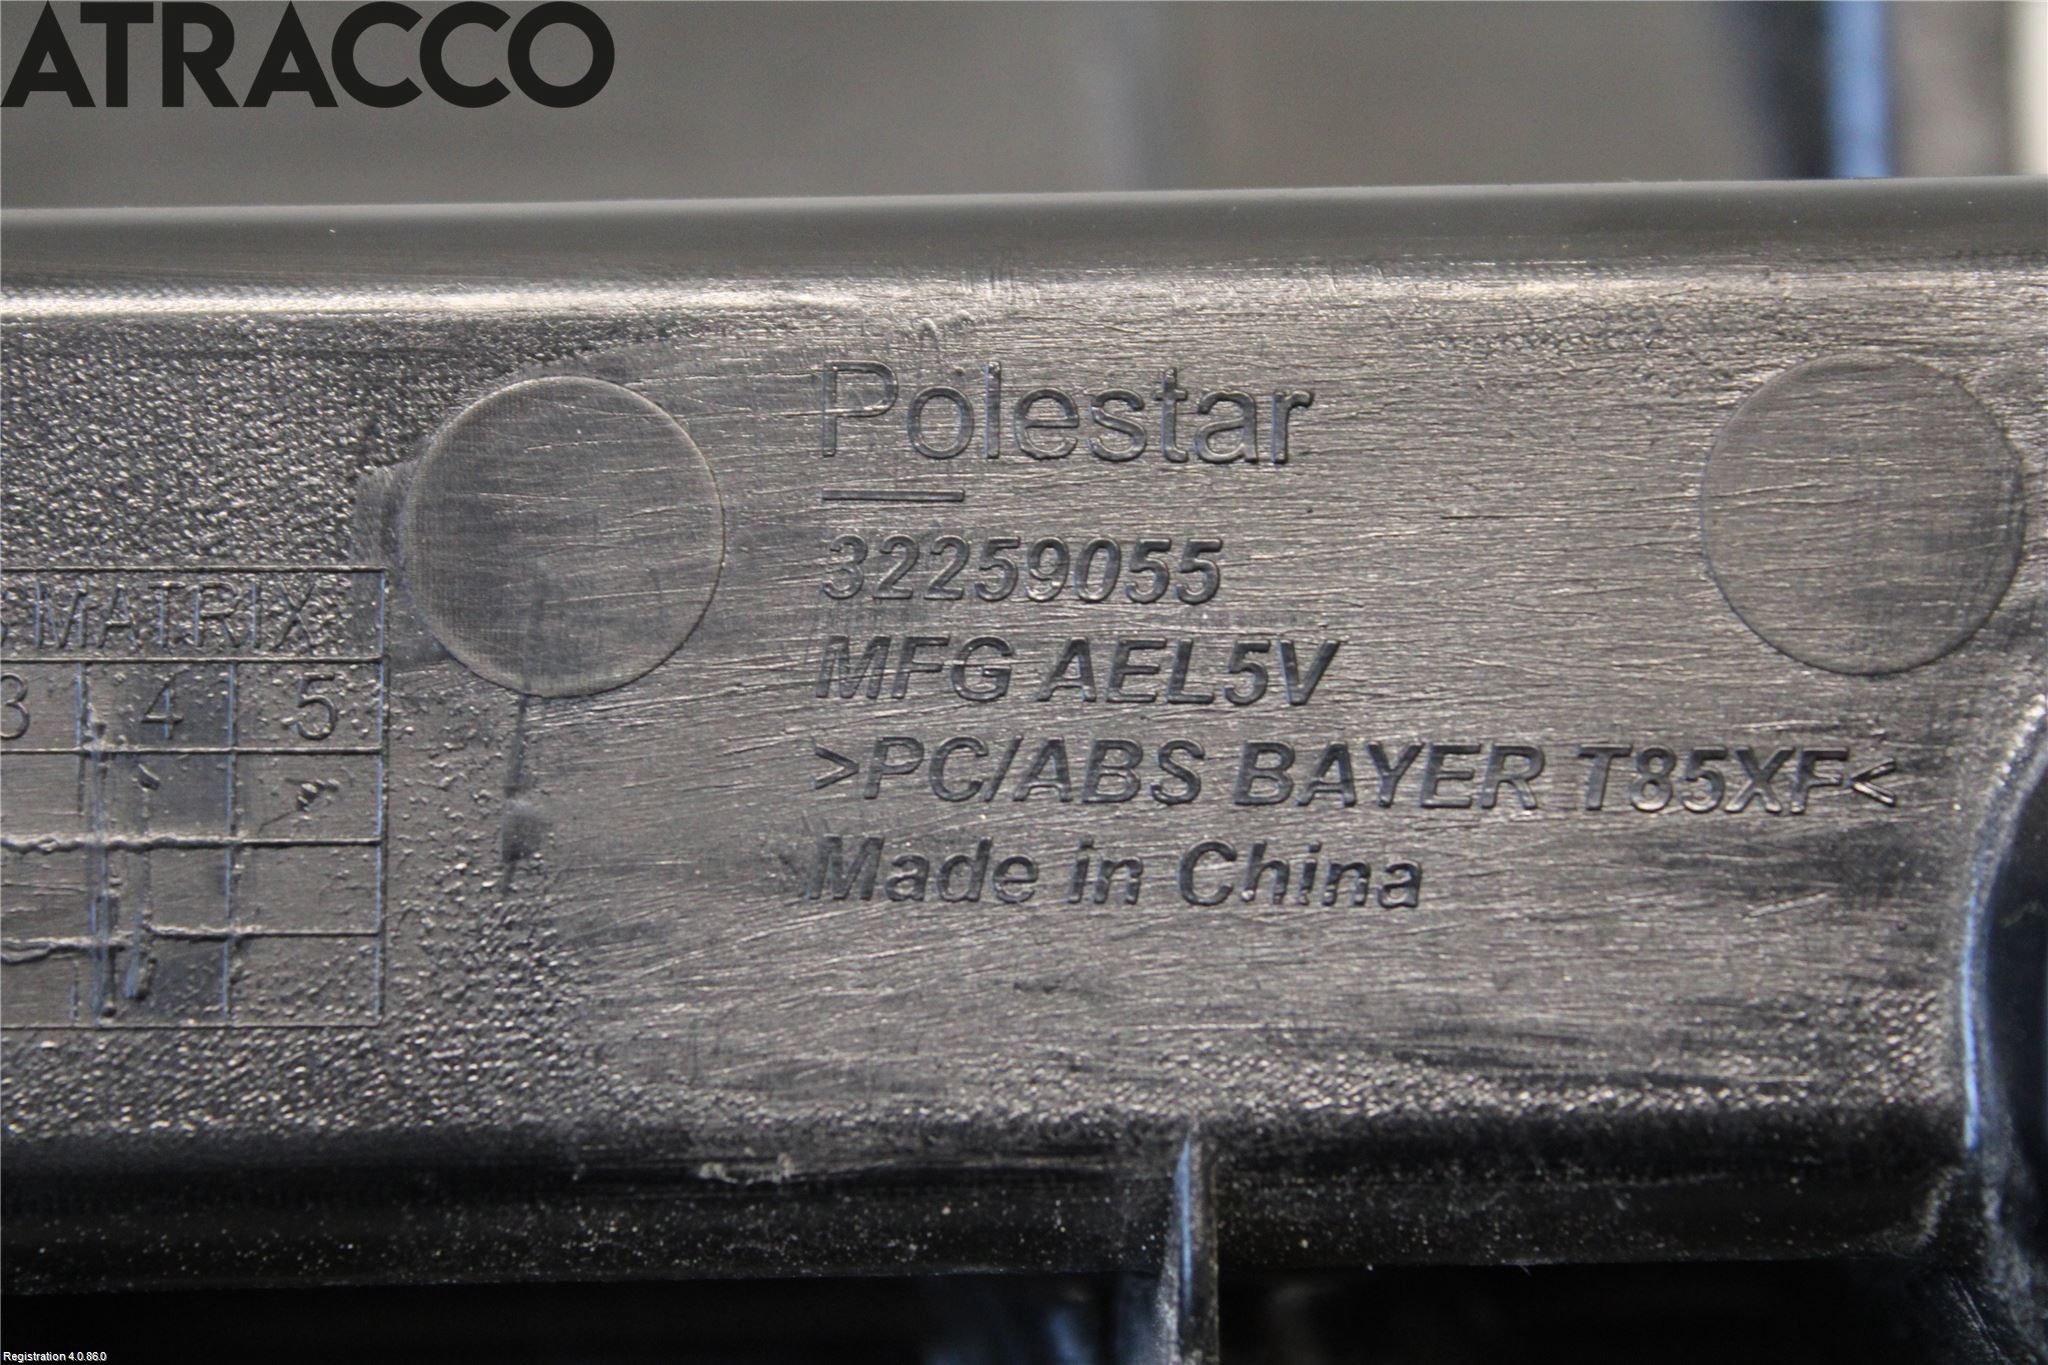 ATRACCO
Polestar
32259055
MFG AEL5V
>PC/ABS BAYER T85XF<
Made in China
MATRIX
3 4 5
Registration 4.0.86.0